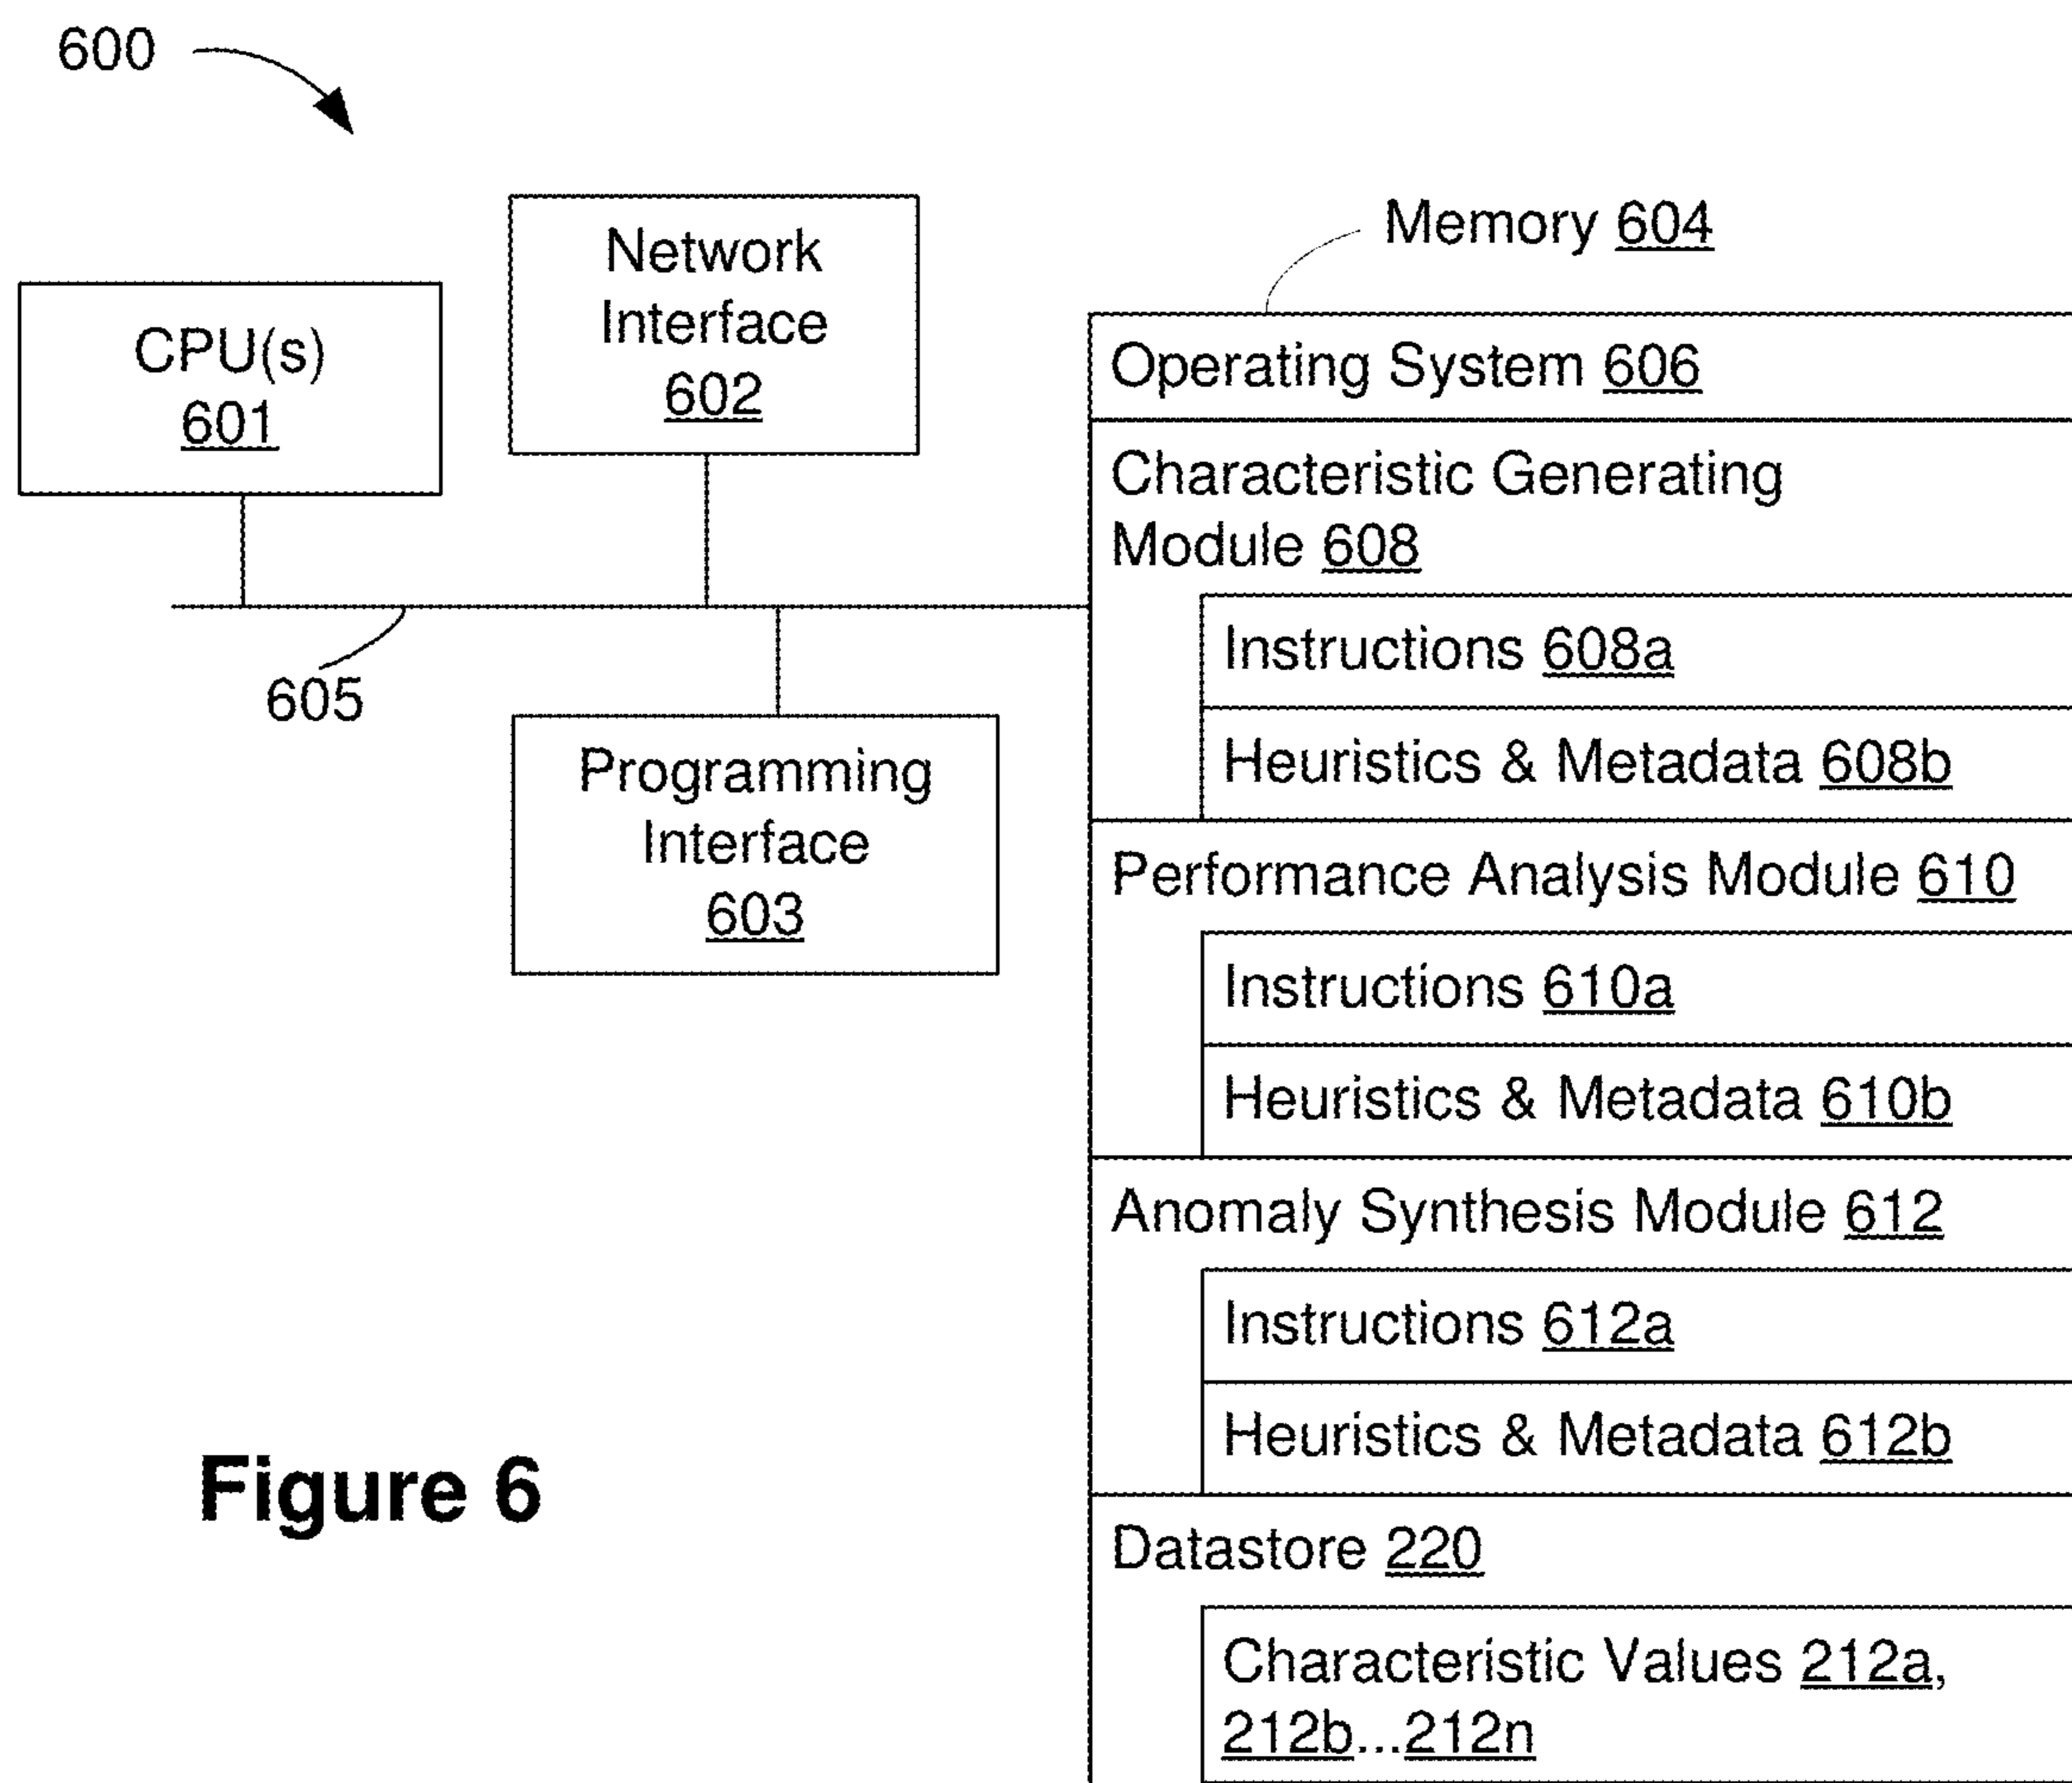 600
Network
Interface
602
CPU(s)
601
605
Programming
Interface
603
Memory 604
Operating System 606
Characteristic Generating
Module 608
Instructions 608a
Heuristics & Metadata 608b
Performance Analysis Module 610
Instructions 610a
Heuristics & Metadata 610b
Anomaly Synthesis Module 612
Instructions 612a
Heuristics & Metadata 612b
Datastore 220
Characteristic Values 212a,
212b...212n
Figure 6